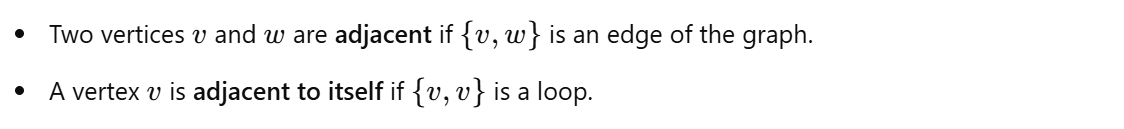 • Two vertices v and w are adjacent if {v, w} is an edge of the graph.
• A vertex v is adjacent to itself if {v, v} is a loop.